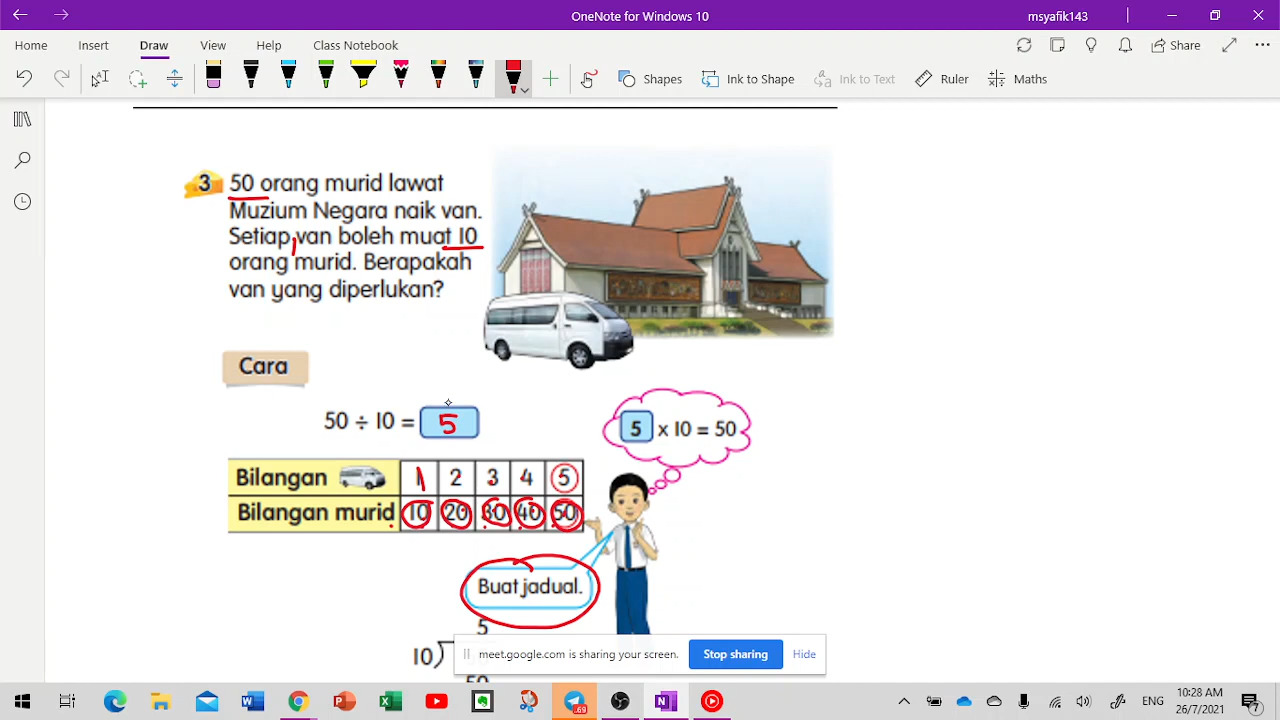 OneNote for Windows 10
msyafik143
Home Insert Draw View Help Class Notebook
Share
Shapes Ink to Shape Ink to Text Ruler Maths
3 50 orang murid lawat
Muzium Negara naik van.
Setiap van boleh muat 10
orang murid. Berapakah
van yang diperlukan?
Cara
50 ÷ 10 = 5
5 x 10 = 50
Bilangan 1 2 3 4 5
Bilangan murid 10 20 30 40 50
Buat jadual.
5
10
50
meet.google.com is sharing your screen. Stop sharing Hide
69
ENG
10:28 AM
26/7/2021
7